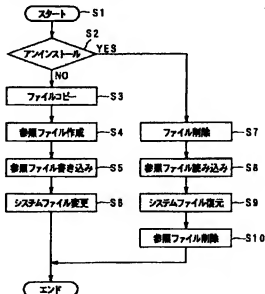 スタート S1
S2
アンインストール YES
NO
ファイルコピー S3
参照ファイル作成 S4
ファイル削除 S7
参照ファイル書き込み S5
参照ファイル読み込み S8
システムファイル変更 S6
システムファイル復元 S9
参照ファイル削除 S10
エンド